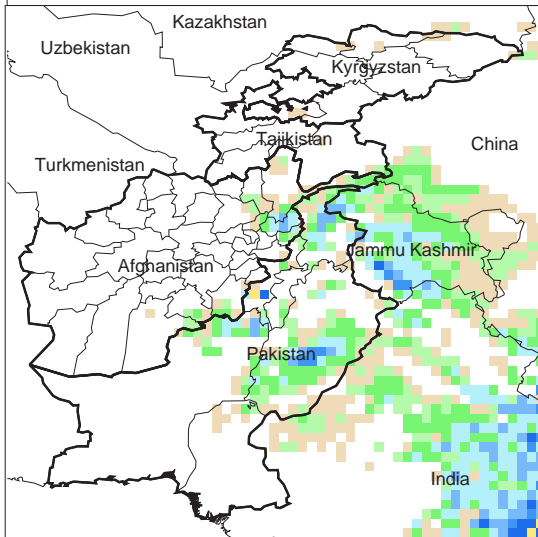 Kazakhstan
Uzbekistan
Kyrgyzstan
Tajikistan
China
Turkmenistan
Jammu Kashmir
Afghanistan
Pakistan
India